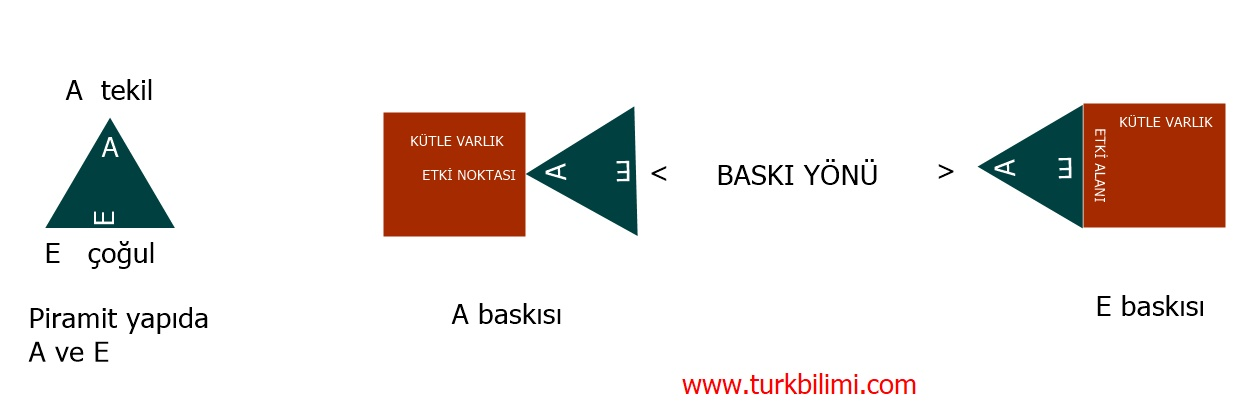 A tekil
A
E
E çoğul
Piramit yapıda
A ve E
KÜTLE VARLIK
ETKİ NOKTASI
A
E
<
A baskısı
BASKI YÖNÜ
>
A
E
ETKİ ALANI
KÜTLE VARLIK
E baskısı
www.turkbilimi.com